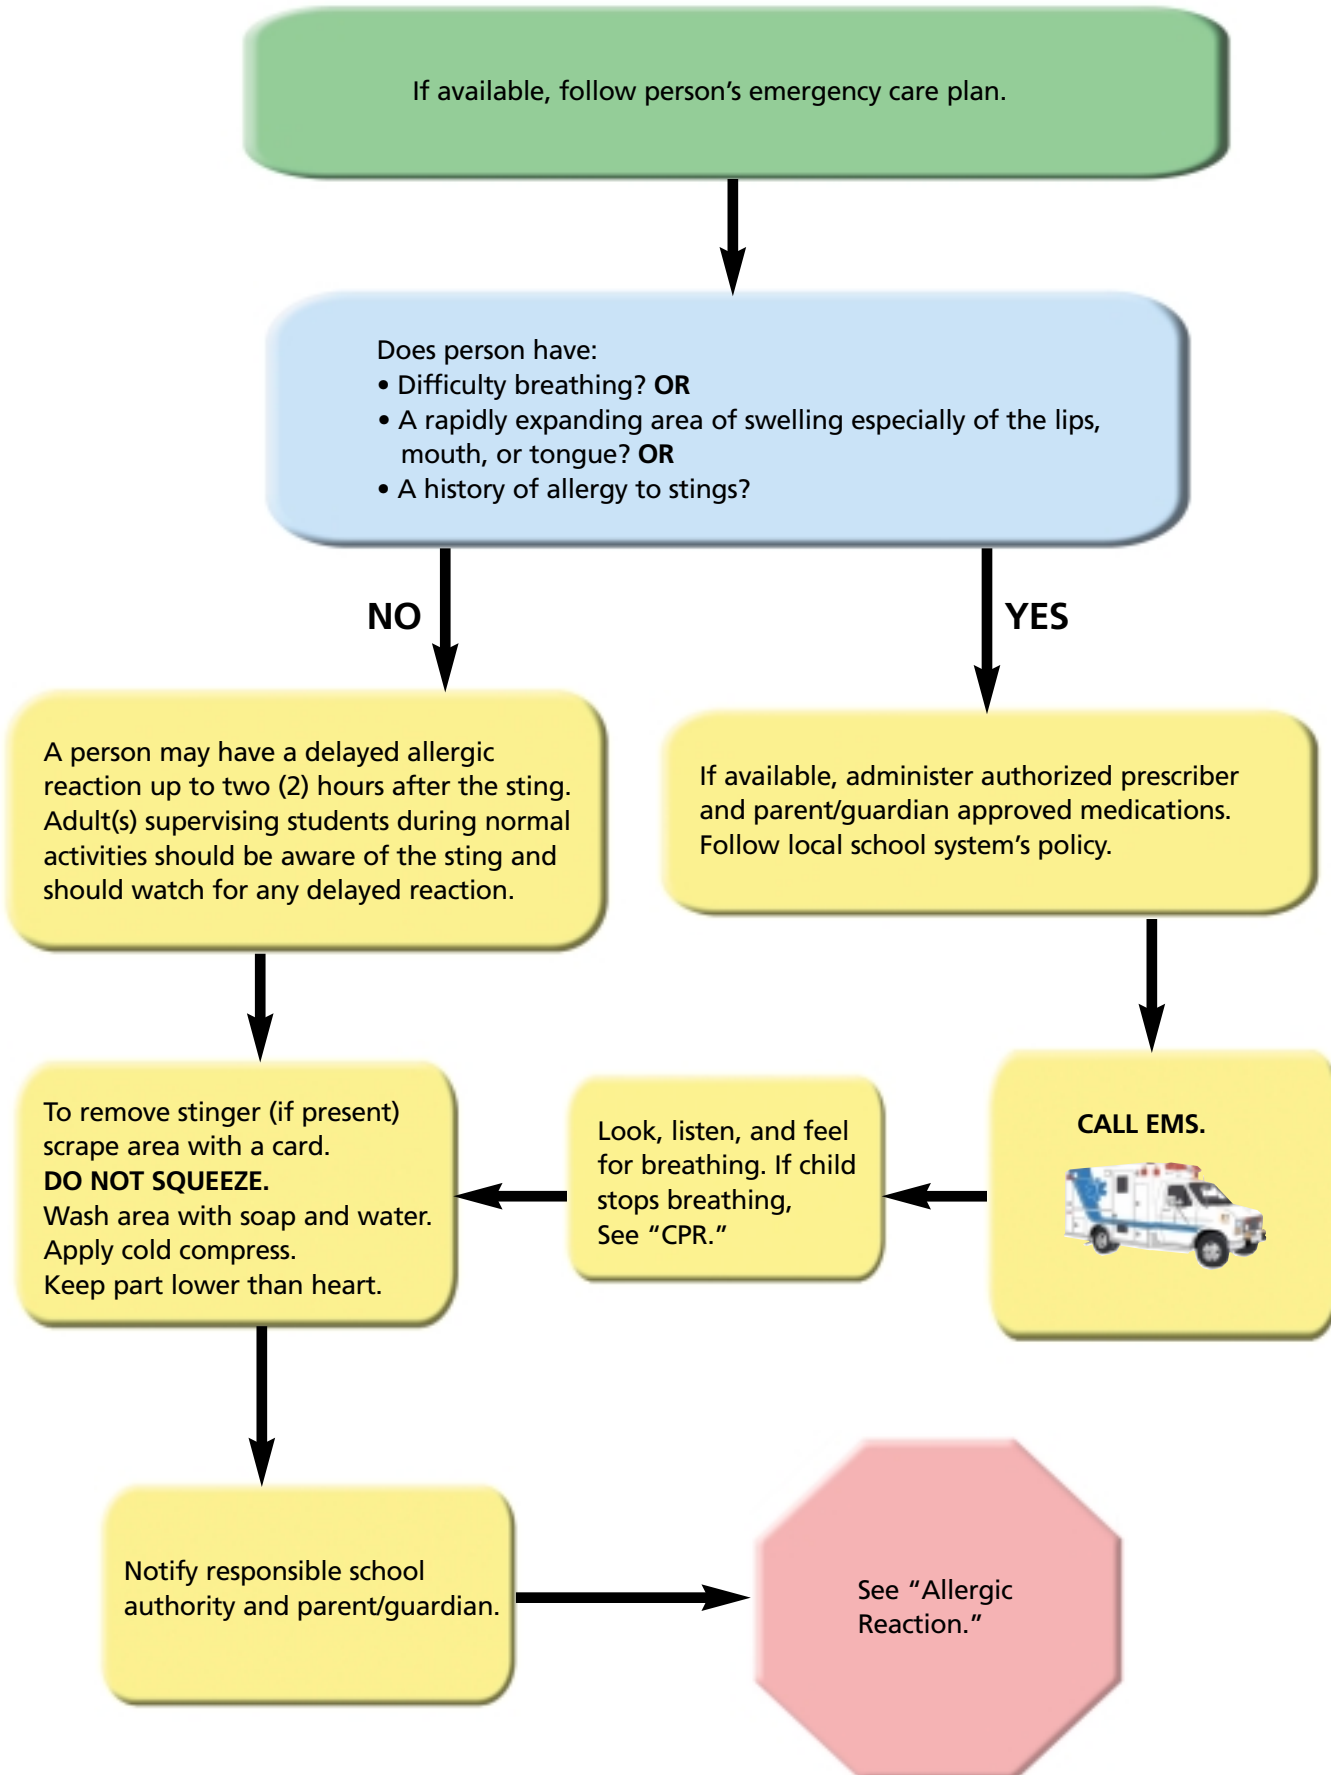 If available, follow person’s emergency care plan.
Does person have:
• Difficulty breathing? OR
• A rapidly expanding area of swelling especially of the lips,
mouth, or tongue? OR
• A history of allergy to stings?
NO
YES
A person may have a delayed allergic
reaction up to two (2) hours after the sting.
Adult(s) supervising students during normal
activities should be aware of the sting and
should watch for any delayed reaction.
If available, administer authorized prescriber
and parent/guardian approved medications.
Follow local school system’s policy.
To remove stinger (if present)
scrape area with a card.
DO NOT SQUEEZE.
Wash area with soap and water.
Apply cold compress.
Keep part lower than heart.
Look, listen, and feel
for breathing. If child
stops breathing,
See “CPR.”
CALL EMS.
Notify responsible school
authority and parent/guardian.
See “Allergic
Reaction.”